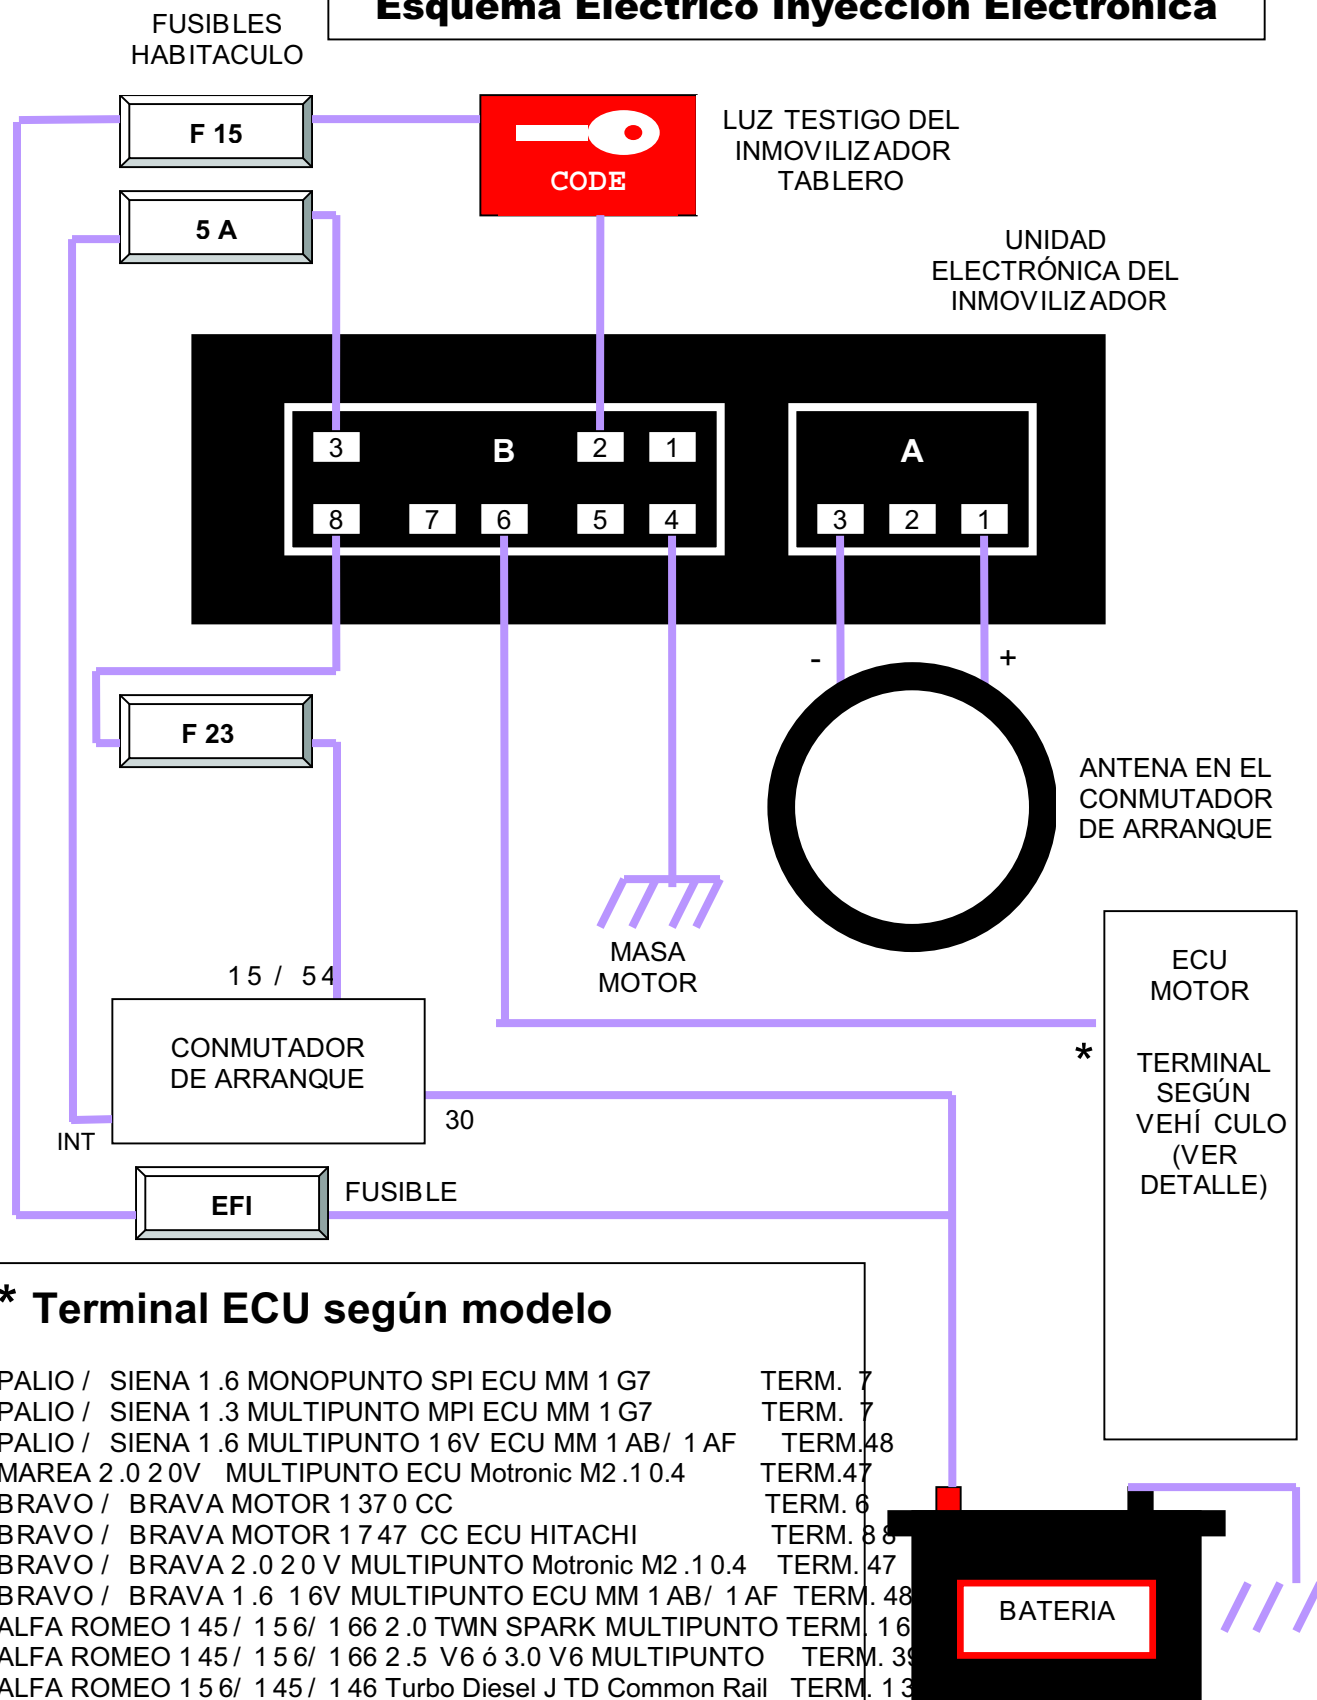 Esquema Eléctrico Inyección Electrónica
FUSIBLES
HABITACULO
F 15
5 A
CODE
LUZ TESTIGO DEL
INMOVILIZADOR
TABLERO
UNIDAD
ELECTRÓNICA DEL
INMOVILIZADOR
3 B 2 1
8 7 6 5 4
A
3 2 1
- +
F 23
ANTENA EN EL
CONMUTADOR
DE ARRANQUE
MASA
MOTOR
15 / 54
CONMUTADOR
DE ARRANQUE
INT
30
EFI
FUSIBLE
ECU
MOTOR
*
TERMINAL
SEGÚN
VEHÍCULO
(VER
DETALLE)
* Terminal ECU según modelo
PALIO / SIENA 1.6 MONOPUNTO SPI ECU MM 1G7 TERM. 7
PALIO / SIENA 1.3 MULTIPUNTO MPI ECU MM 1G7 TERM. 7
PALIO / SIENA 1.6 MULTIPUNTO 16V ECU MM 1AB/ 1AF TERM.48
MAREA 2.0 20V MULTIPUNTO ECU Motronic M2.10.4 TERM.47
BRAVO / BRAVA MOTOR 1370 CC TERM. 6
BRAVO / BRAVA MOTOR 1747 CC ECU HITACHI TERM. 88
BRAVO / BRAVA 2.0 20 V MULTIPUNTO Motronic M2.10.4 TERM. 47
BRAVO / BRAVA 1.6 16V MULTIPUNTO ECU MM 1AB/ 1AF TERM. 48
ALFA ROMEO 145/ 156/ 166 2.0 TWIN SPARK MULTIPUNTO TERM. 16
ALFA ROMEO 145/ 156/ 166 2.5 V6 ó 3.0 V6 MULTIPUNTO TERM. 39
ALFA ROMEO 156/ 145/ 146 Turbo Diesel J TD Common Rail TERM. 13
BATERIA